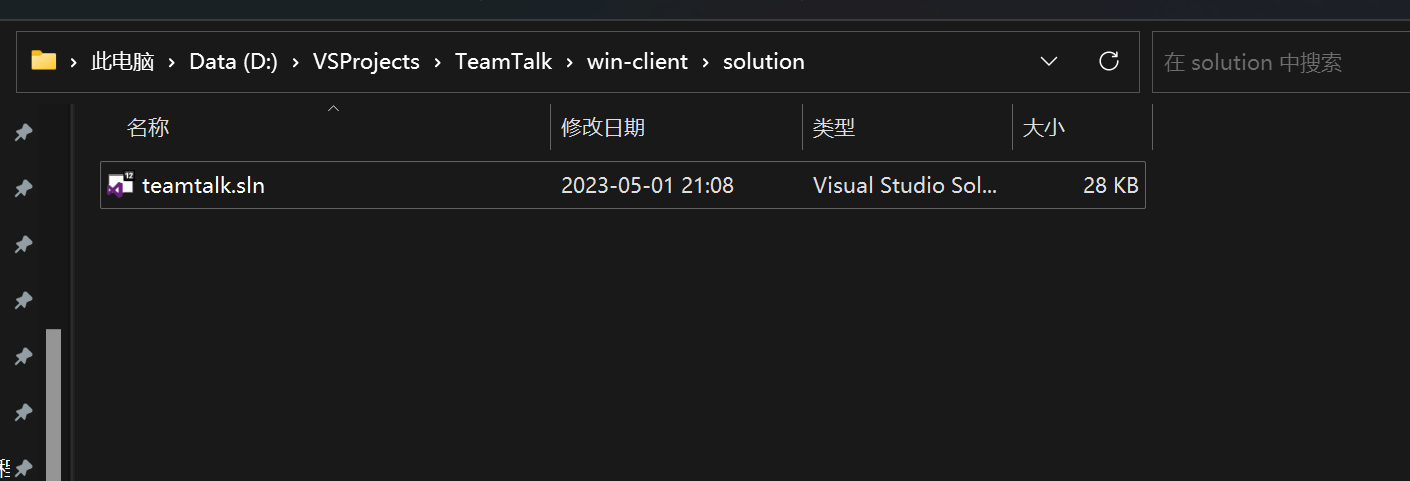 此电脑 › Data (D:) › VSProjects › TeamTalk › win-client › solution
在 solution 中搜索
名称 修改日期 类型 大小
12
teamtalk.sln 2023-05-01 21:08 Visual Studio Sol... 28 KB